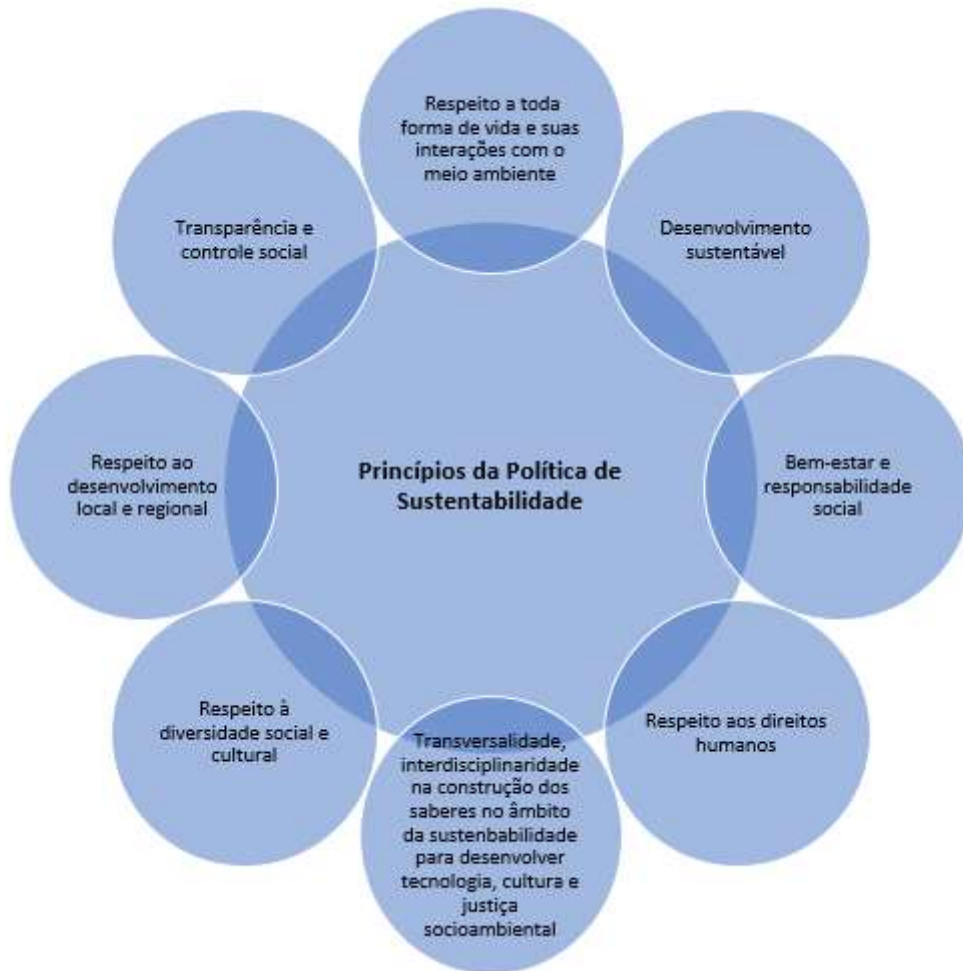 Respeito a toda
forma de vida e suas
interações com o
meio ambiente
Desenvolvimento
sustentável
Bem-estar e
responsabilidade
social
Respeito aos direitos
humanos
Transversalidade,
interdisciplinaridade
na construção dos
saberes no âmbito
da sustenbabilidade
para desenvolver
tecnologia, cultura e
justiça
socioambiental
Respeito à
diversidade social e
cultural
Respeito ao
desenvolvimento
local e regional
Transparência e
controle social
Princípios da Política de
Sustentabilidade